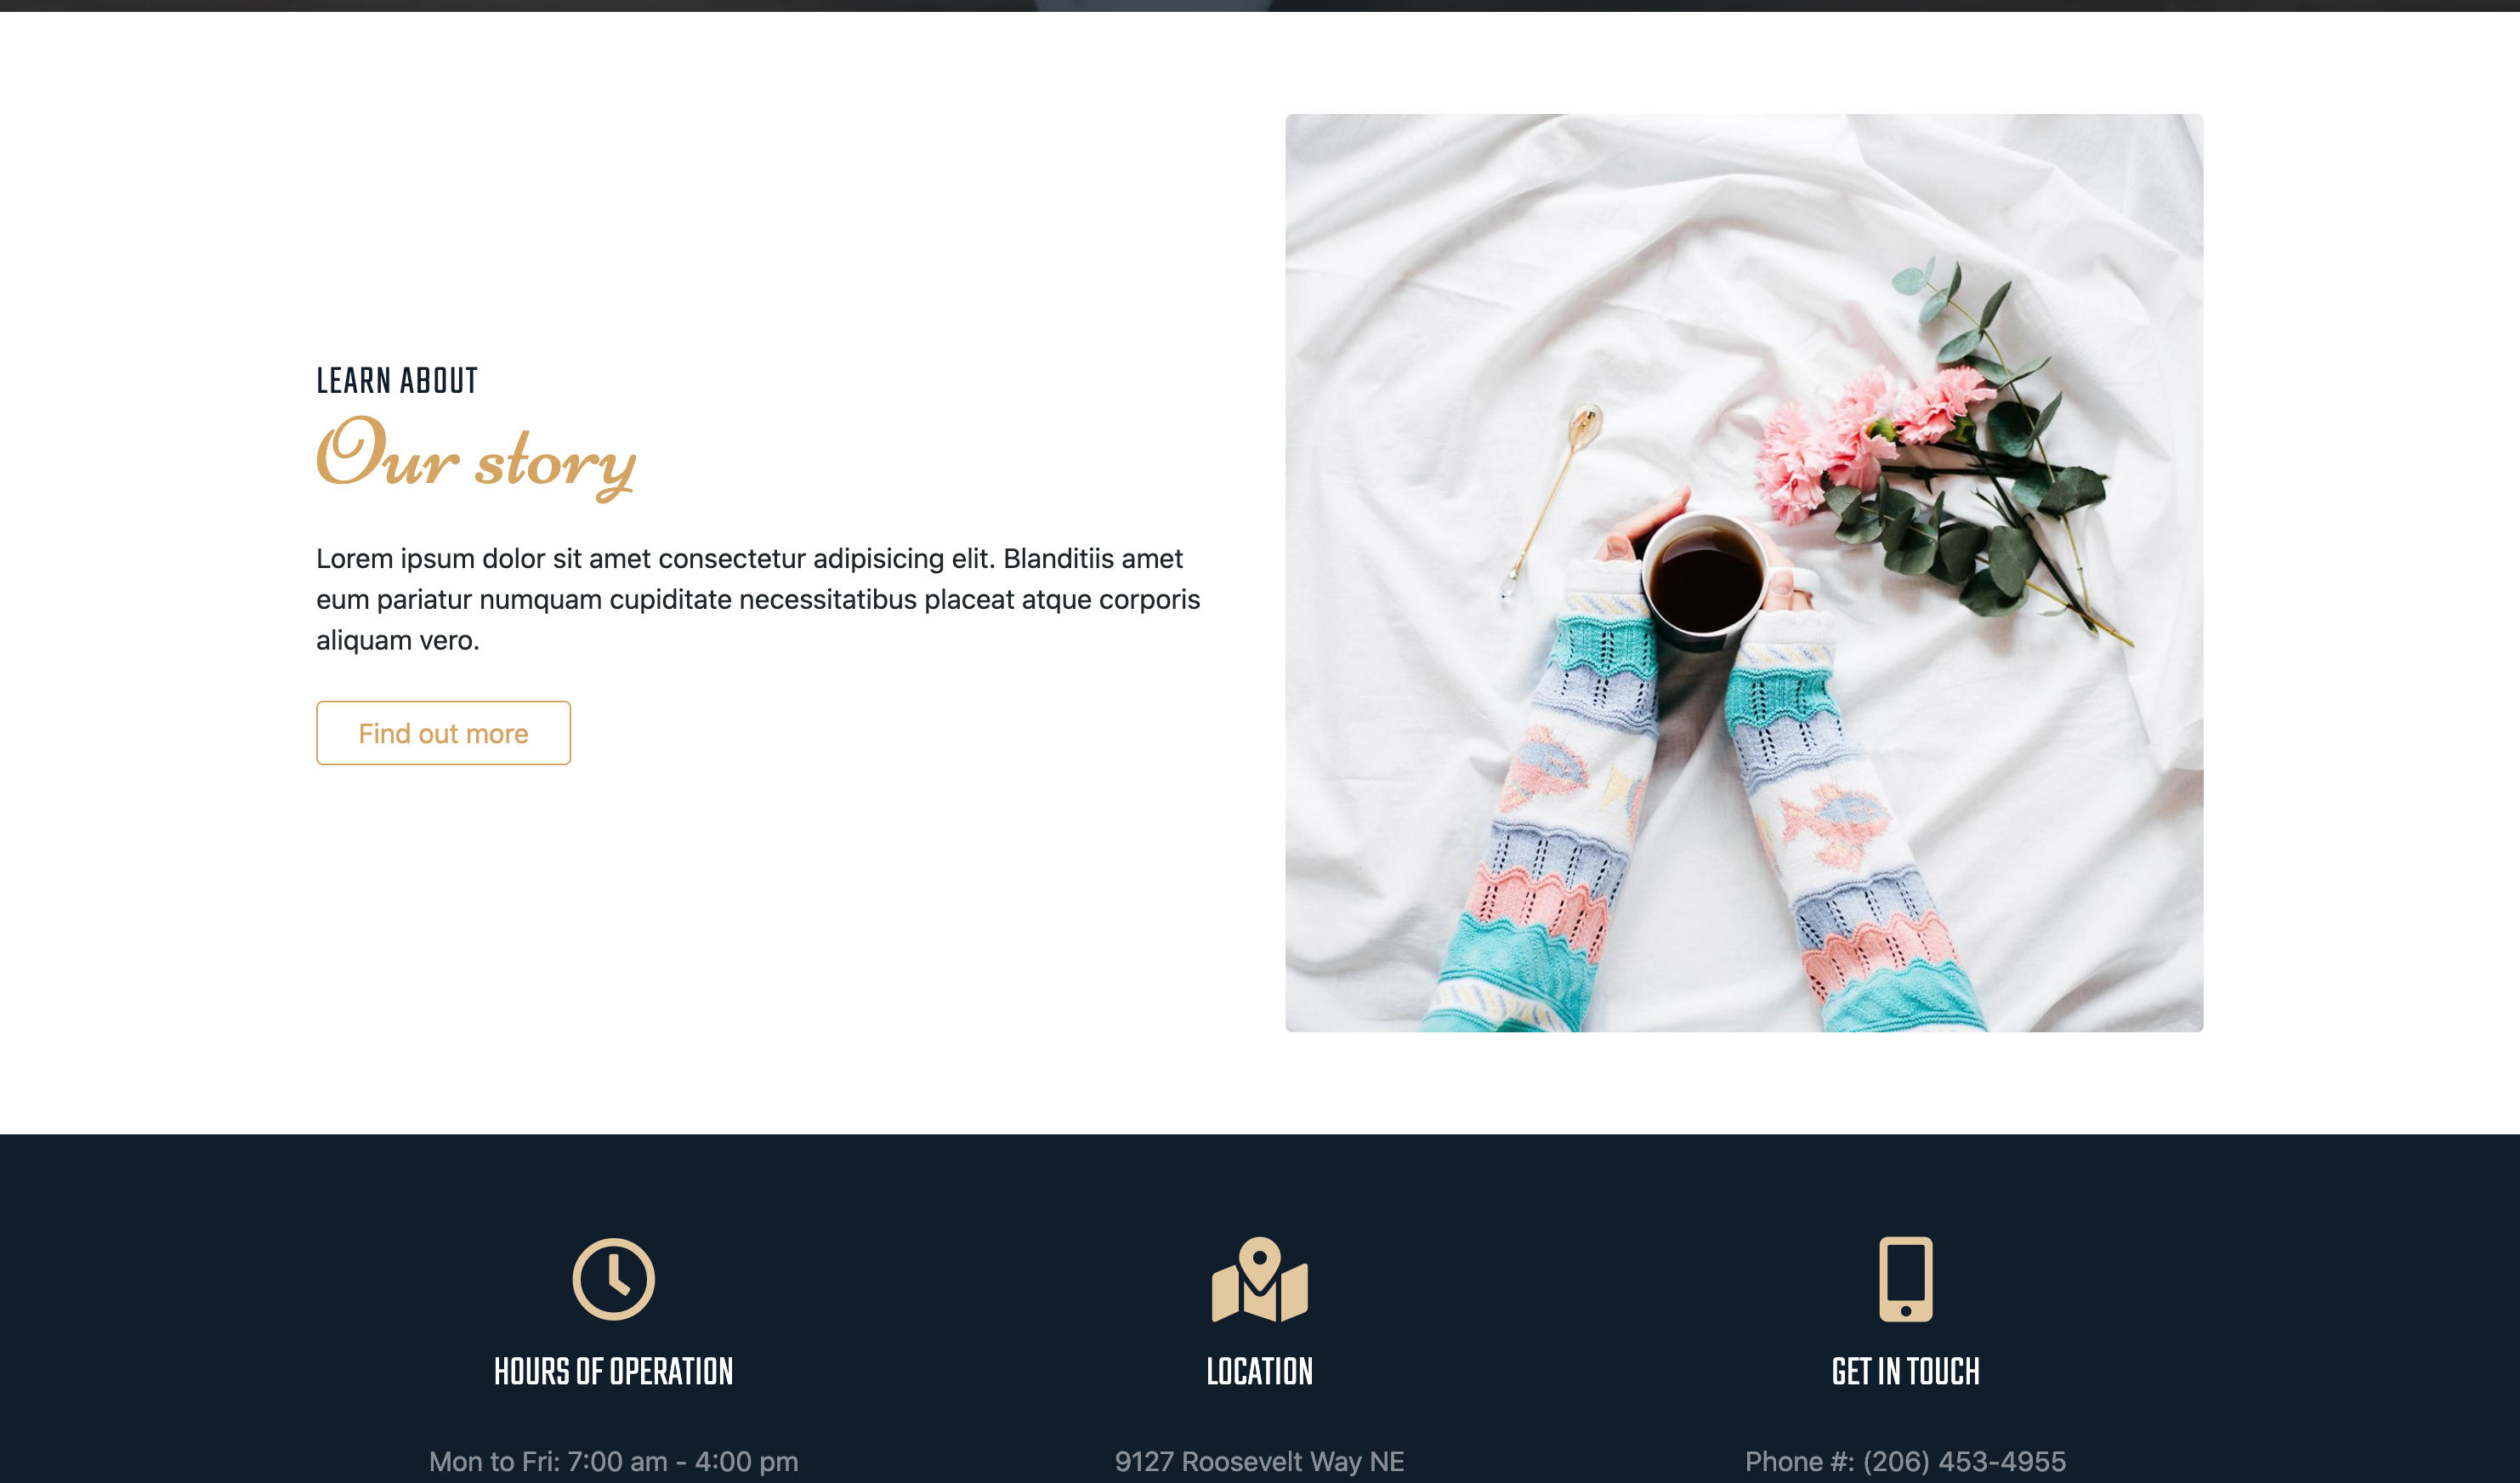 LEARN ABOUT
Our story
Lorem ipsum dolor sit amet consectetur adipisicing elit. Blanditiis amet
eum pariatur numquam cupiditate necessitatibus placeat atque corporis
aliquam vero.
Find out more
HOURS OF OPERATION
LOCATION
GET IN TOUCH
Mon to Fri: 7:00 am - 4:00 pm
9127 Roosevelt Way NE
Phone #: (206) 453-4955